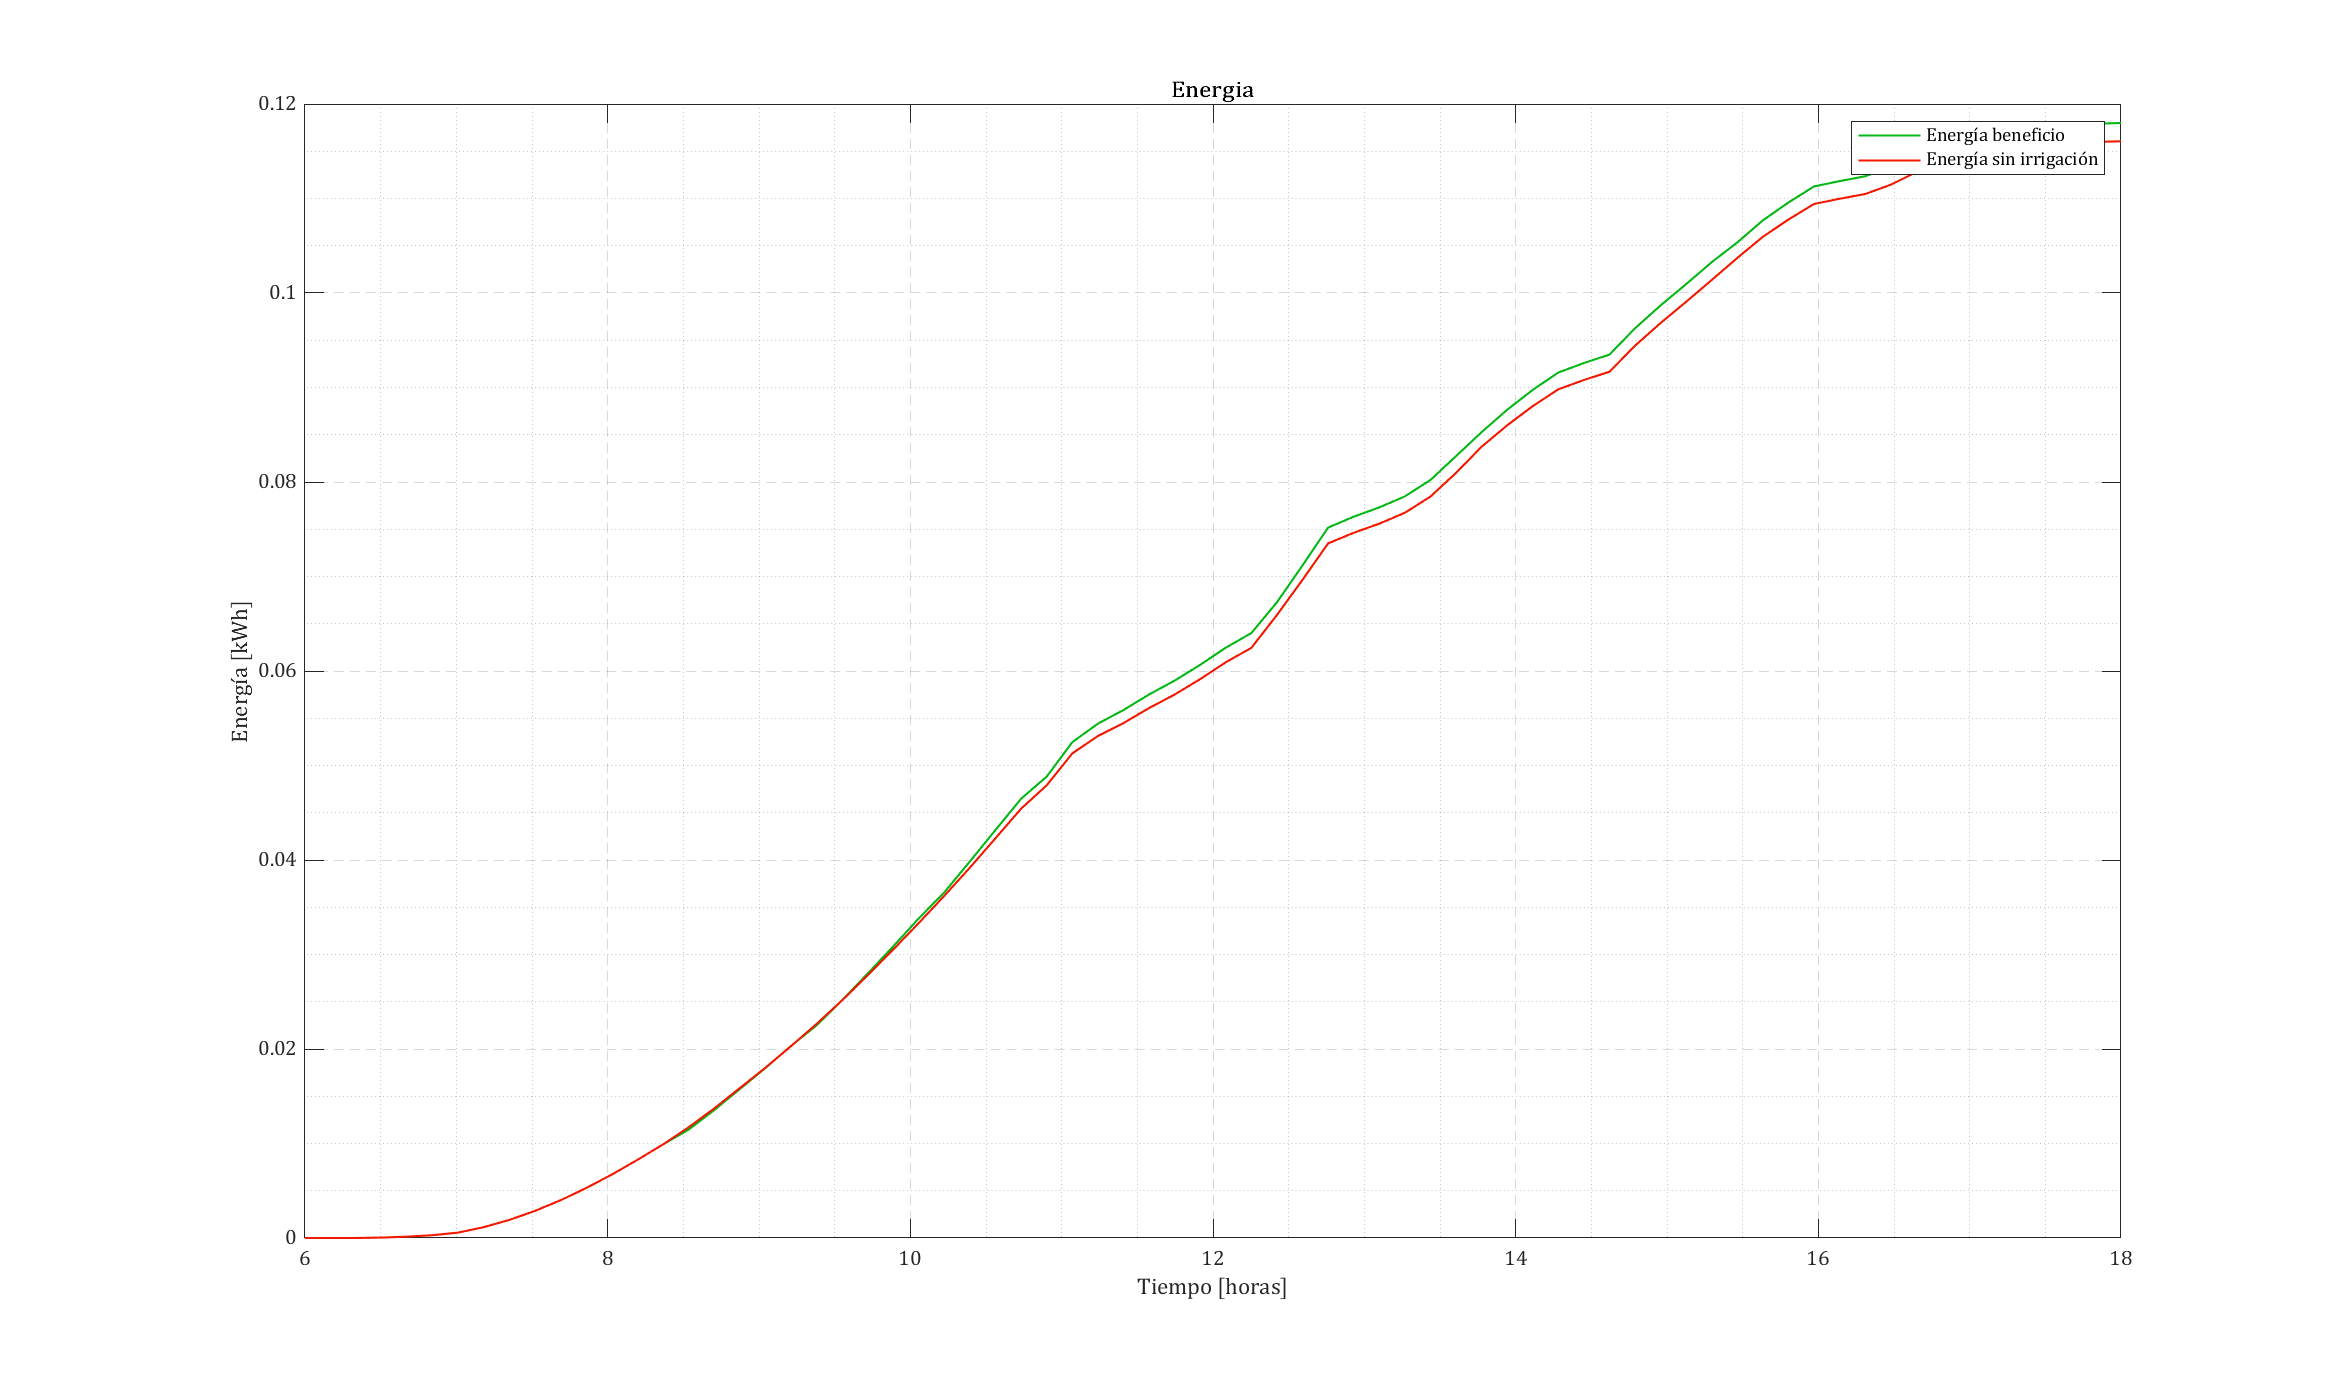 Energia
0.12
0.1
0.08
0.06
0.04
0.02
0
Energía [kWh]
Energía beneficio
Energía sin irrigación
6 8 10 12 14 16 18
Tiempo [horas]